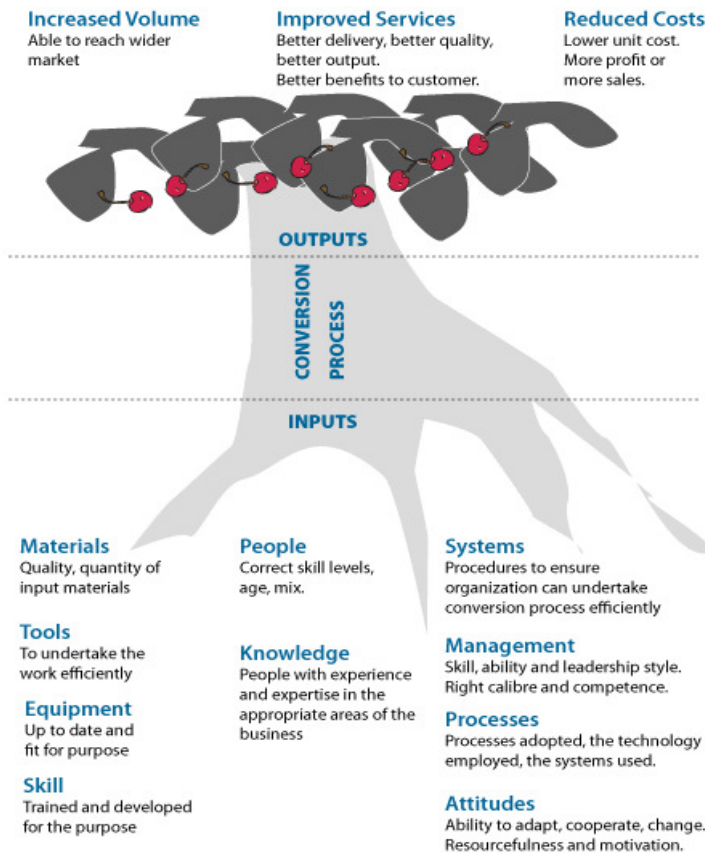 Increased Volume
Able to reach wider
market
Improved Services
Better delivery, better quality,
better output.
Better benefits to customer.
Reduced Costs
Lower unit cost.
More profit or
more sales.
OUTPUTS
CONVERSION
PROCESS
INPUTS
Materials
Quality, quantity of
input materials
Tools
To undertake the
work efficiently
Equipment
Up to date and
fit for purpose
Skill
Trained and developed
for the purpose
People
Correct skill levels,
age, mix.
Knowledge
People with experience
and expertise in the
appropriate areas of the
business
Systems
Procedures to ensure
organization can undertake
conversion process efficiently
Management
Skill, ability and leadership style.
Right calibre and competence.
Processes
Processes adopted, the technology
employed, the systems used.
Attitudes
Ability to adapt, cooperate, change.
Resourcefulness and motivation.